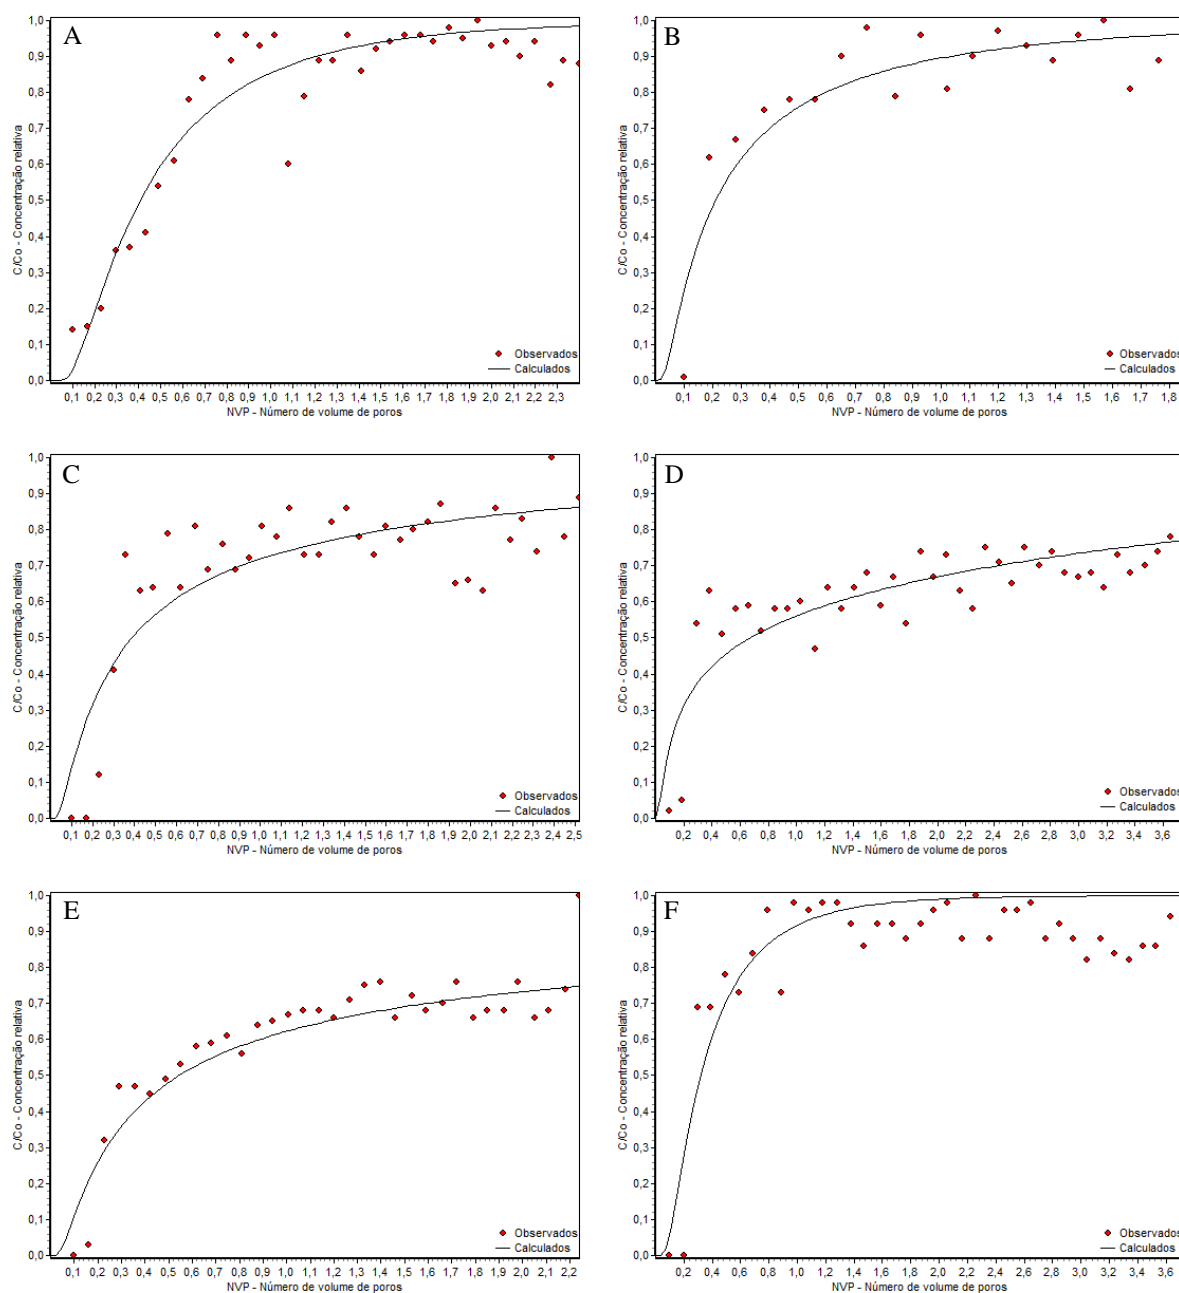 A
1,0
0,9
0,8
0,7
0,6
0,5
0,4
0,3
0,2
0,1
0,0
C/Co - Concentração relativa
Observados
Calculados
0,1 0,2 0,3 0,4 0,5 0,6 0,7 0,8 0,9 1,0 1,1 1,2 1,3 1,4 1,5 1,6 1,7 1,8 1,9 2,0 2,1 2,2 2,3
NVP - Número de volume de poros
B
1,0
0,9
0,8
0,7
0,6
0,5
0,4
0,3
0,2
0,1
0,0
C/Co - Concentração relativa
Observados
Calculados
0,1 0,2 0,3 0,4 0,5 0,6 0,7 0,8 0,9 1,0 1,1 1,2 1,3 1,4 1,5 1,6 1,7 1,8
NVP - Número de volume de poros
C
1,0
0,9
0,8
0,7
0,6
0,5
0,4
0,3
0,2
0,1
0,0
C/Co - Concentração relativa
Observados
Calculados
0,1 0,2 0,3 0,4 0,5 0,6 0,7 0,8 0,9 1,0 1,1 1,2 1,3 1,4 1,5 1,6 1,7 1,8 1,9 2,0 2,1 2,2 2,3 2,4 2,5
NVP - Número de volume de poros
D
1,0
0,9
0,8
0,7
0,6
0,5
0,4
0,3
0,2
0,1
0,0
C/Co - Concentração relativa
Observados
Calculados
0,2 0,4 0,6 0,8 1,0 1,2 1,4 1,6 1,8 2,0 2,2 2,4 2,6 2,8 3,0 3,2 3,4 3,6
NVP - Número de volume de poros
E
1,0
0,9
0,8
0,7
0,6
0,5
0,4
0,3
0,2
0,1
0,0
C/Co - Concentração relativa
Observados
Calculados
0,1 0,2 0,3 0,4 0,5 0,6 0,7 0,8 0,9 1,0 1,1 1,2 1,3 1,4 1,5 1,6 1,7 1,8 1,9 2,0 2,1 2,2
NVP - Número de volume de poros
F
1,0
0,9
0,8
0,7
0,6
0,5
0,4
0,3
0,2
0,1
0,0
C/Co - Concentração relativa
Observados
Calculados
0,2 0,4 0,6 0,8 1,0 1,2 1,4 1,6 1,8 2,0 2,2 2,4 2,6 2,8 3,0 3,2 3,4 3,6
NVP - Número de volume de poros